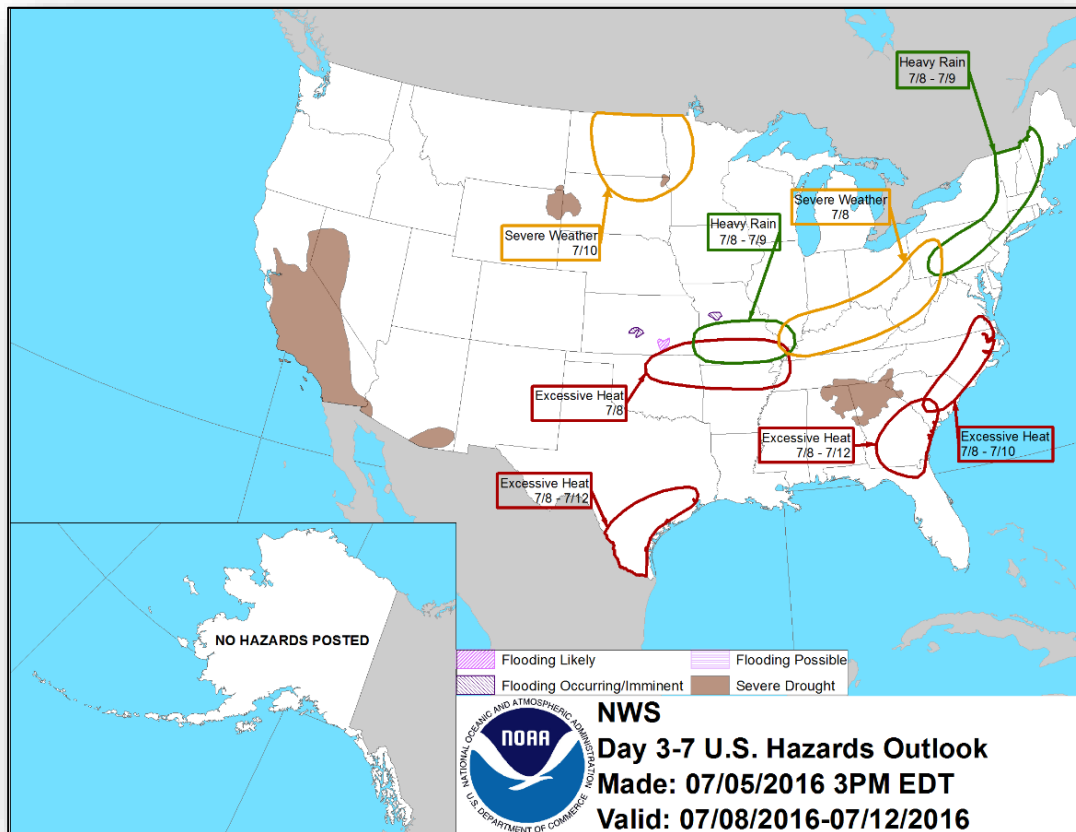 Heavy Rain
7/8 - 7/9
Severe Weather
7/8
Heavy Rain
7/8 - 7/9
Severe Weather
7/10
Excessive Heat
7/8
Excessive Heat
7/8 - 7/12
Excessive Heat
7/8 - 7/10
Excessive Heat
7/8 - 7/12
NO HAZARDS POSTED
Flooding Likely
Flooding Possible
Flooding Occurring/Imminent
Severe Drought
NATIONAL OCEANIC AND ATMOSPHERIC ADMINISTRATION
NOAA
U.S. DEPARTMENT OF COMMERCE
NWS
Day 3-7 U.S. Hazards Outlook
Made: 07/05/2016 3PM EDT
Valid: 07/08/2016-07/12/2016